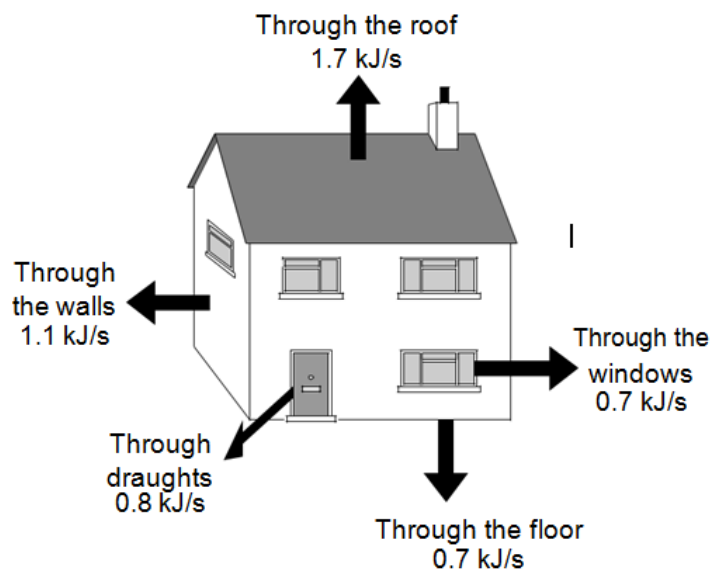 Through the roof
1.7 kJ/s
Through
the walls
1.1 kJ/s
Through the
windows
0.7 kJ/s
Through
draughts
0.8 kJ/s
Through the floor
0.7 kJ/s